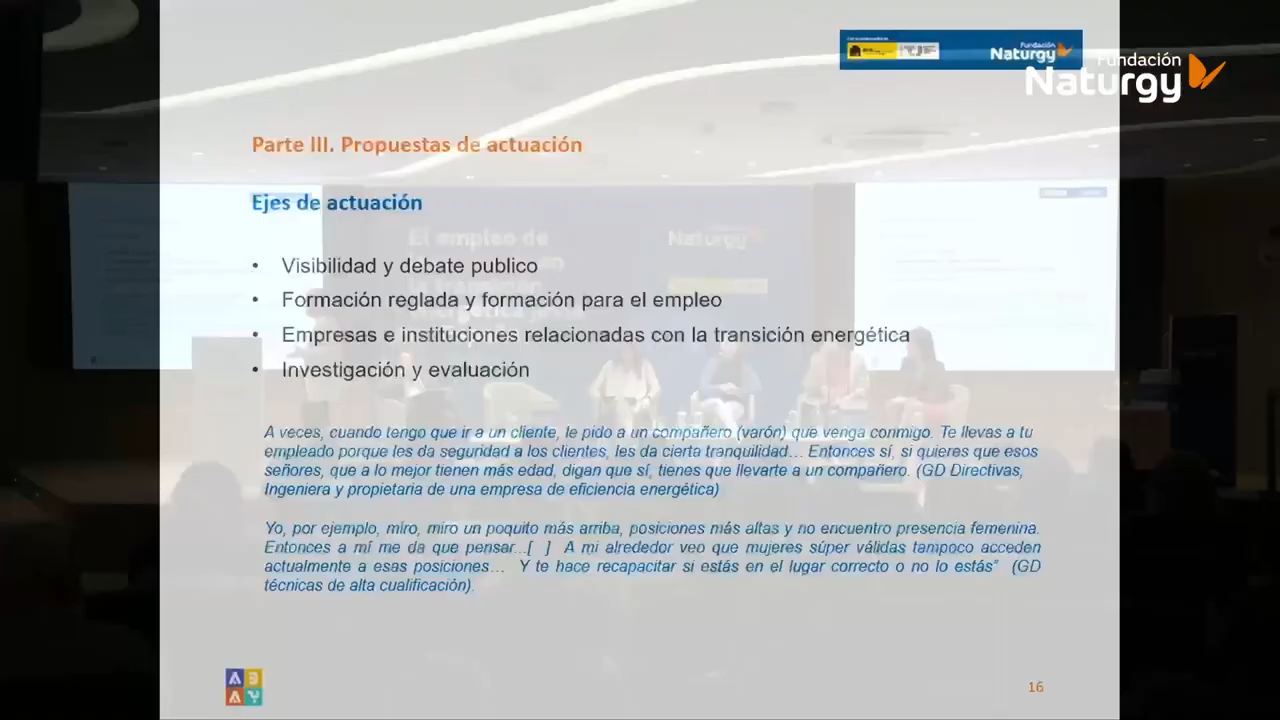 Fundación
Naturgy
Fundación
Naturgy
Parte III. Propuestas de actuación
Ejes de actuación
El empleo de
Naturgy
• Visibilidad y debate publico
• Formación reglada y formación para el empleo
• Empresas e instituciones relacionadas con la transición energética
• Investigación y evaluación
A veces, cuando tengo que ir a un cliente, le pido a un compañero (varón) que venga conmigo. Te llevas a tu
empleado porque les da seguridad a los clientes, les da cierta tranquilidad… Entonces sí, si quieres que esos
señores, que a lo mejor tienen más edad, digan que sí, tienes que llevarte a un compañero. (GD Directivas,
Ingeniera y propietaria de una empresa de eficiencia energética)
Yo, por ejemplo, miro, miro un poquito más arriba, posiciones más altas y no encuentro presencia femenina.
Entonces a mí me da que pensar...[ ] A mi alrededor veo que mujeres súper válidas tampoco acceden
actualmente a esas posiciones… Y te hace recapacitar si estás en el lugar correcto o no lo estás” (GD
técnicas de alta cualificación).
16